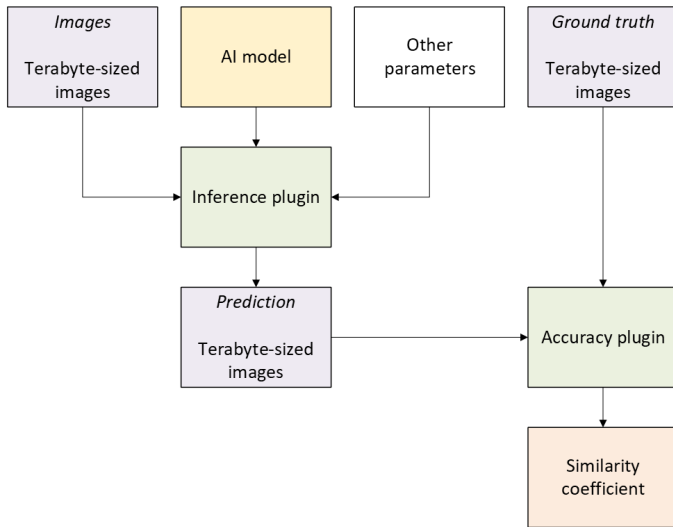 Images
Terabyte-sized
images
AI model
Other
parameters
Ground truth
Terabyte-sized
images
Inference plugin
Prediction
Terabyte-sized
images
Accuracy plugin
Similarity
coefficient